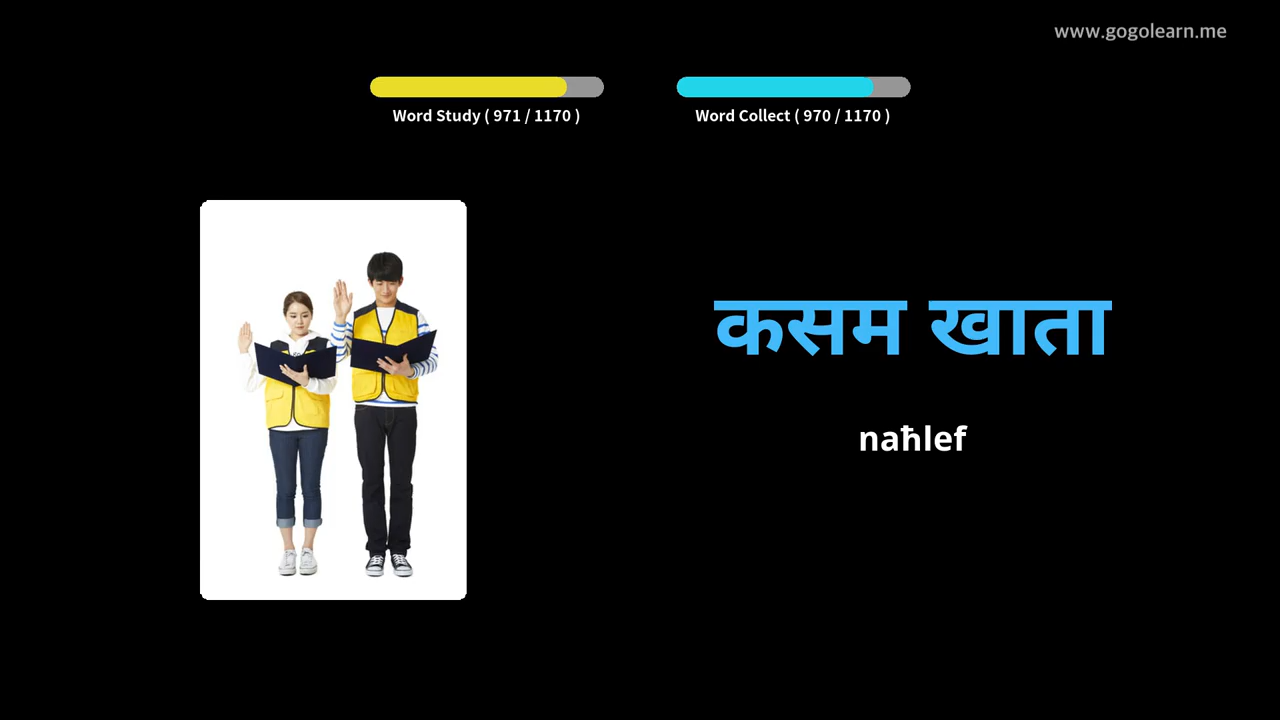 www.gogolearn.me
Word Study ( 971 / 1170 )
Word Collect ( 970 / 1170 )
कसम खाता
naħlef